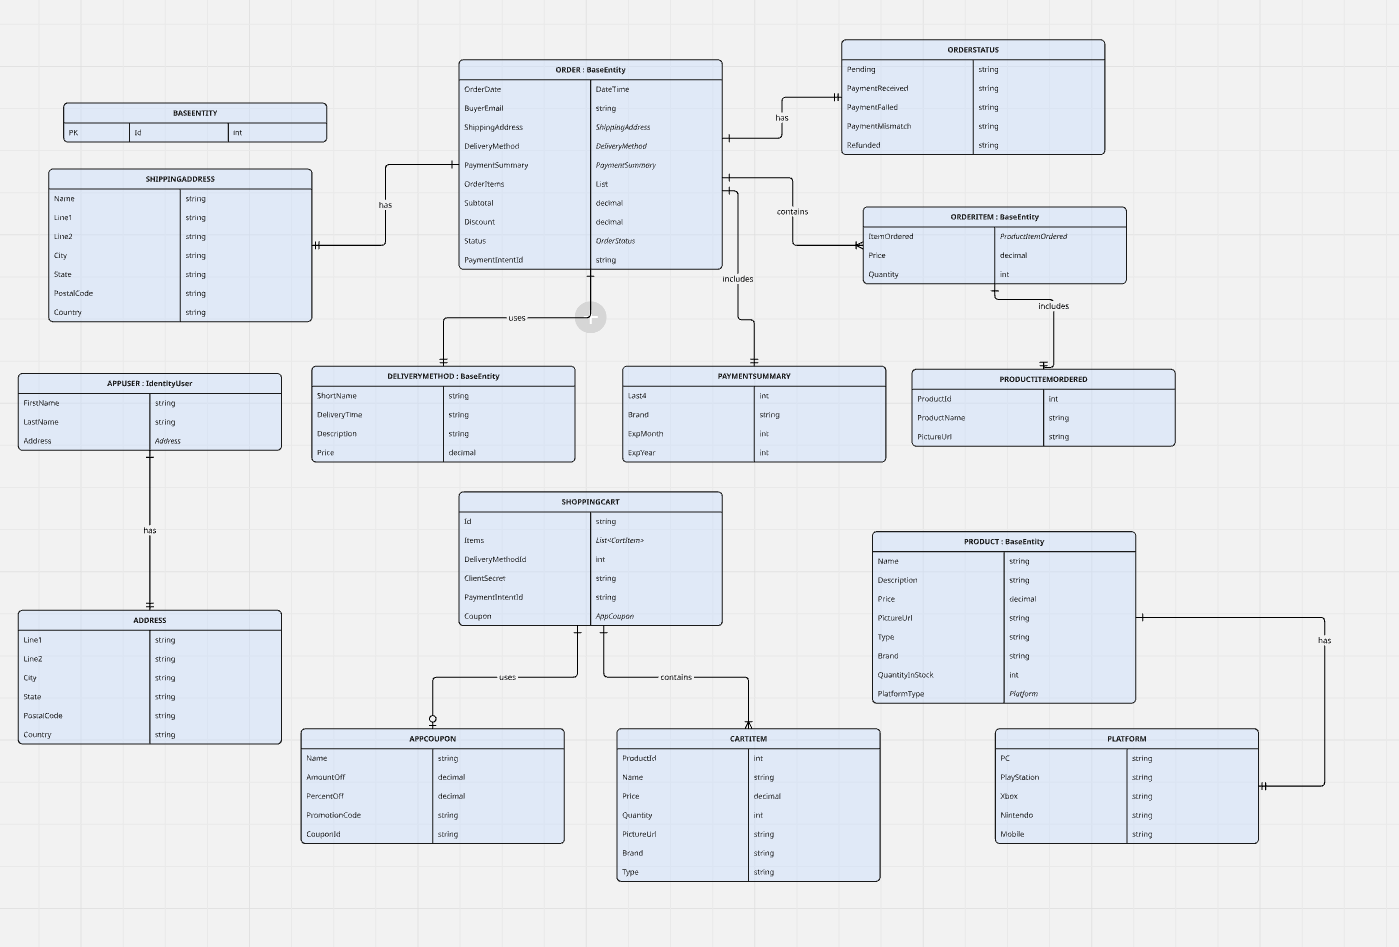 BASEENTITY
PK Id int
SHIPPINGADDRESS
Name string
Line1 string
Line2 string
City string
State string
PostalCode string
Country string
has
ORDER : BaseEntity
OrderDate DateTime
BuyerEmail string
ShippingAddress ShippingAddress
DeliveryMethod DeliveryMethod
PaymentSummary PaymentSummary
OrderItems List
Subtotal decimal
Discount decimal
Status OrderStatus
PaymentIntentId string
has
ORDERSTATUS
Pending string
PaymentReceived string
PaymentFailed string
PaymentMismatch string
Refunded string
contains
ORDERITEM : BaseEntity
ItemOrdered ProductItemOrdered
Price decimal
Quantity int
includes
includes
uses
APPUSER : IdentityUser
FirstName string
LastName string
Address Address
DELIVERYMETHOD : BaseEntity
ShortName string
DeliveryTime string
Description string
Price decimal
PAYMENTSUMMARY
Last4 int
Brand string
ExpMonth int
ExpYear int
PRODUCTITEMORDERED
ProductId int
ProductName string
PictureUrl string
has
ADDRESS
Line1 string
Line2 string
City string
State string
PostalCode string
Country string
SHOPPINGCART
Id string
Items List<CartItem>
DeliveryMethodId int
ClientSecret string
PaymentIntentId string
Coupon AppCoupon
uses
contains
PRODUCT : BaseEntity
Name string
Description string
Price decimal
PictureUrl string
Type string
Brand string
QuantityInStock int
PlatformType Platform
has
APPCOUPON
Name string
AmountOff decimal
PercentOff decimal
PromotionCode string
CouponId string
CARTITEM
ProductId int
Name string
Price decimal
Quantity int
PictureUrl string
Brand string
Type string
PLATFORM
PC string
PlayStation string
Xbox string
Nintendo string
Mobile string